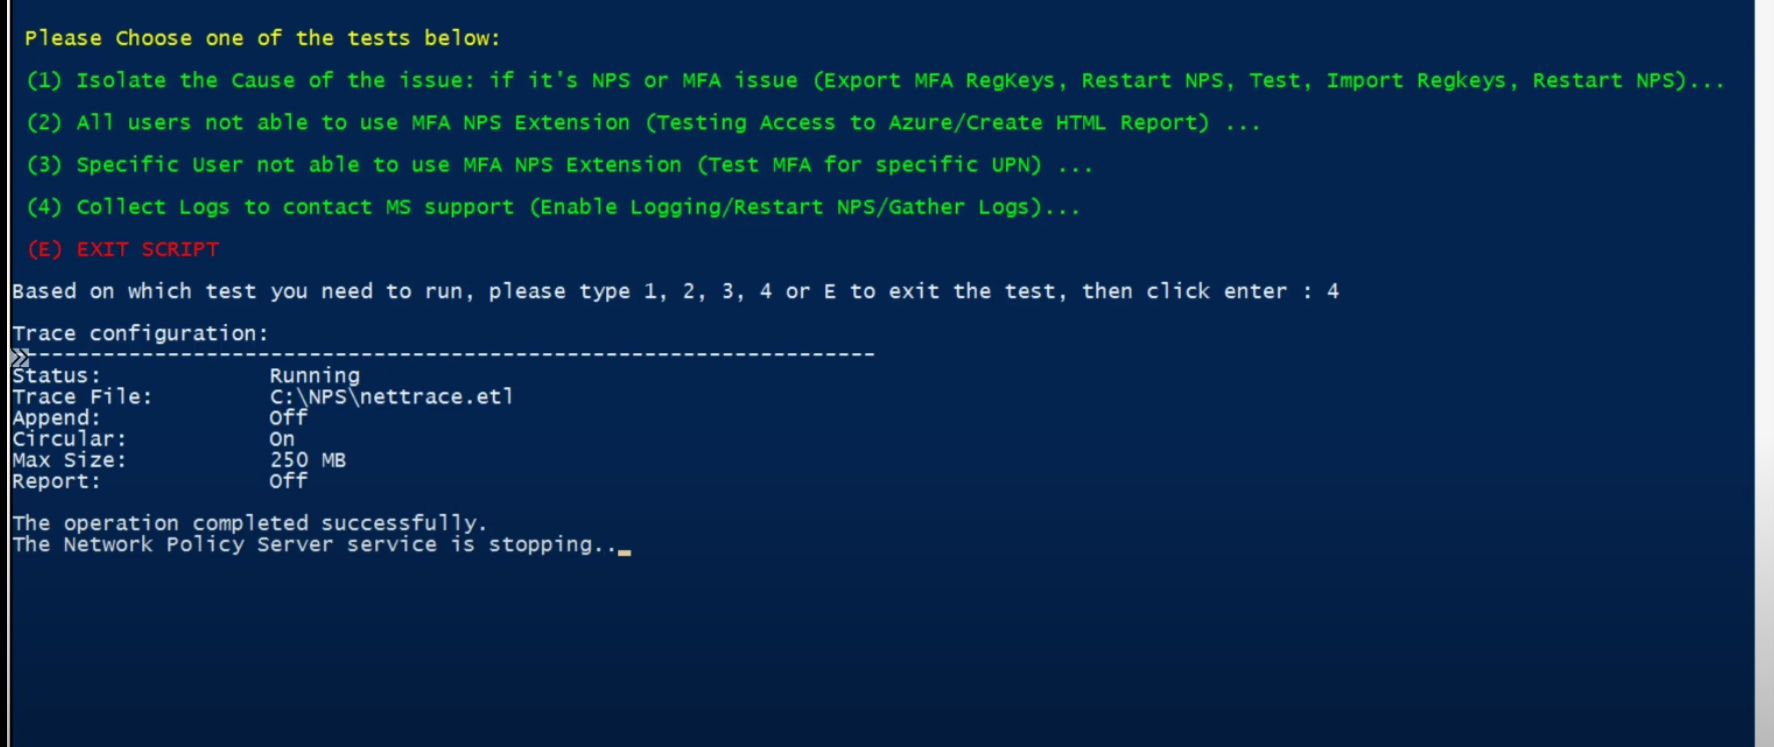 Please Choose one of the tests below:
(1) Isolate the Cause of the issue: if it's NPS or MFA issue (Export MFA RegKeys, Restart NPS, Test, Import Regkeys, Restart NPS)...
(2) All users not able to use MFA NPS Extension (Testing Access to Azure/Create HTML Report) ...
(3) Specific User not able to use MFA NPS Extension (Test MFA for specific UPN) ...
(4) Collect Logs to contact MS support (Enable Logging/Restart NPS/Gather Logs)...
(E) EXIT SCRIPT
Based on which test you need to run, please type 1, 2, 3, 4 or E to exit the test, then click enter : 4
Trace configuration:
-------------------------------------------------------------------
Status: Running
Trace File: C:\NPS\nettrace.etl
Append: Off
Circular: On
Max Size: 250 MB
Report: Off
The operation completed successfully.
The Network Policy Server service is stopping..